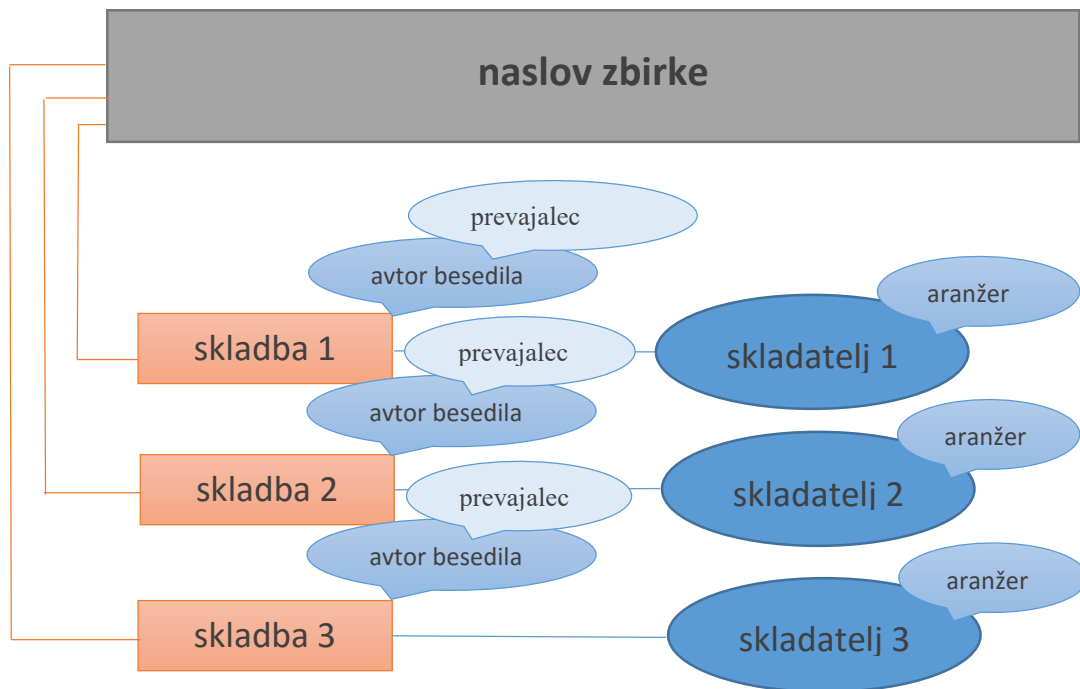 naslov zbirke
prevajalec
avtor besedila
aranžer
skladba 1
prevajalec
skladatelj 1
avtor besedila
aranžer
skladba 2
prevajalec
skladatelj 2
avtor besedila
aranžer
skladba 3
skladatelj 3